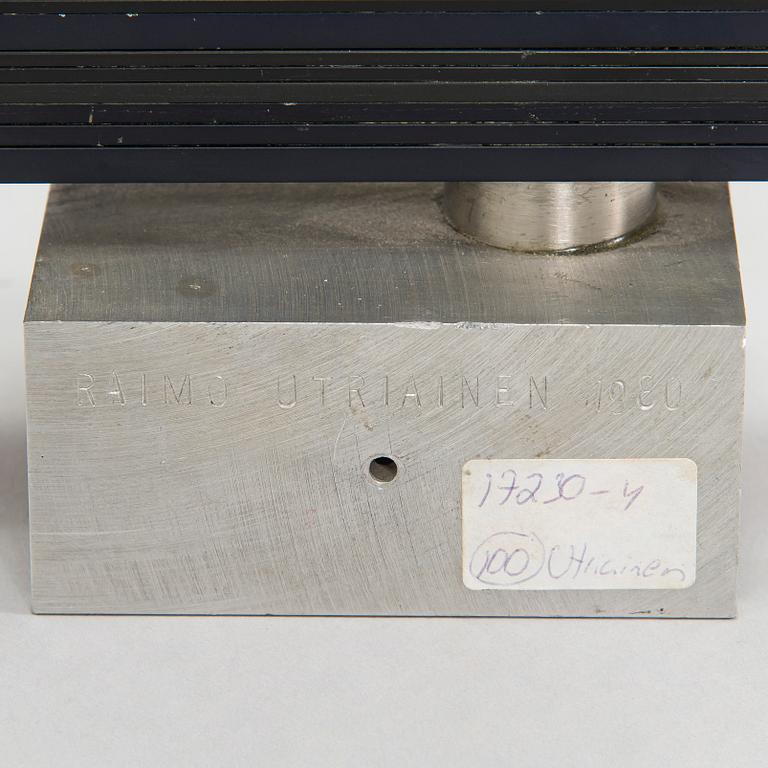 RAIMO UTRIAINEN 1980
17230-4
100 Utriainen